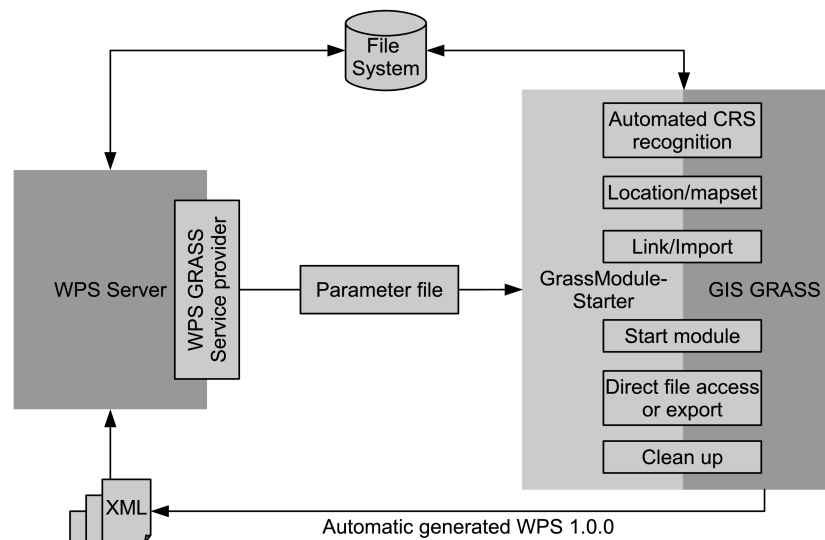 File
System
Automated CRS
recognition
Location/mapset
Link/Import
WPS Server
WPS GRASS
Service provider
Parameter file
GrassModule-
Starter
GIS GRASS
Start module
Direct file access
or export
Clean up
XML
Automatic generated WPS 1.0.0